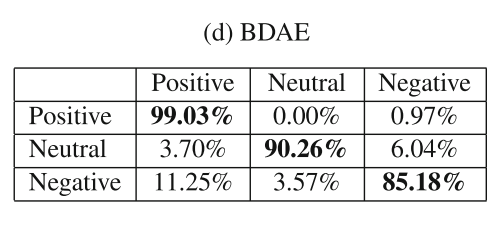 (d) BDAE
Positive Neutral Negative
Positive 99.03% 0.00% 0.97%
Neutral 3.70% 90.26% 6.04%
Negative 11.25% 3.57% 85.18%